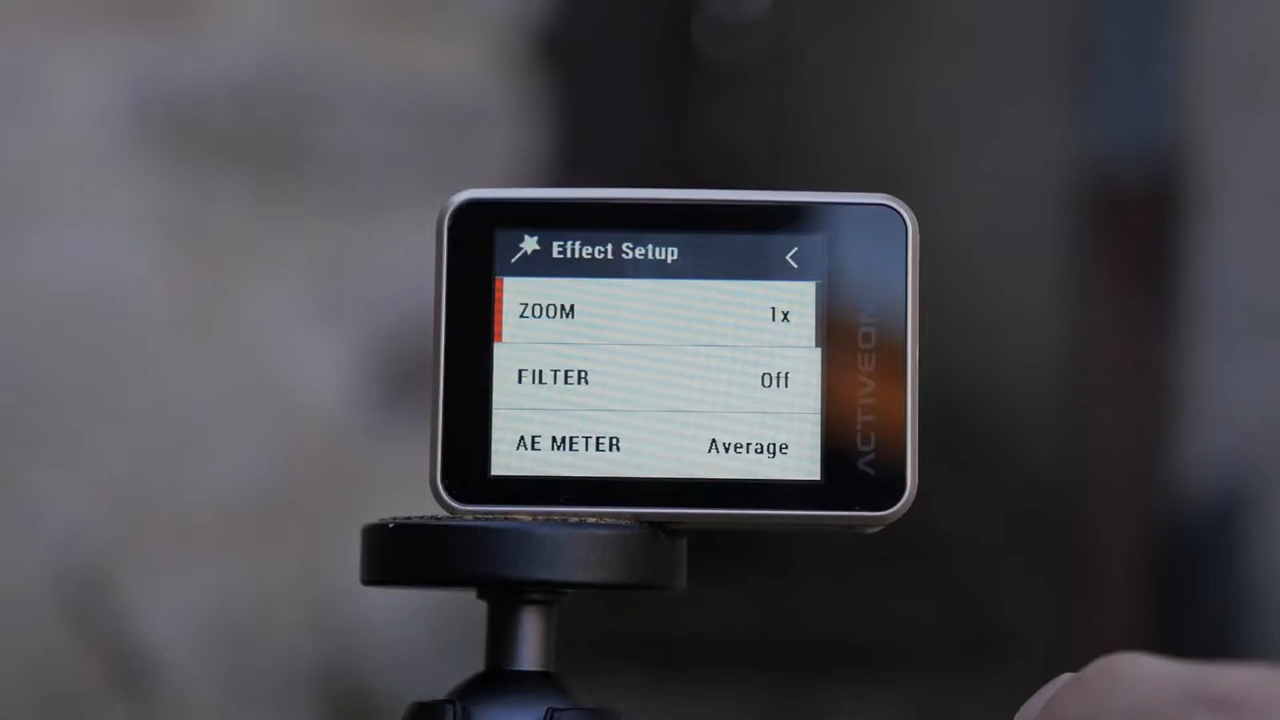 Effect Setup
ZOOM 1x
FILTER Off
AE METER Average
ACTIVEON